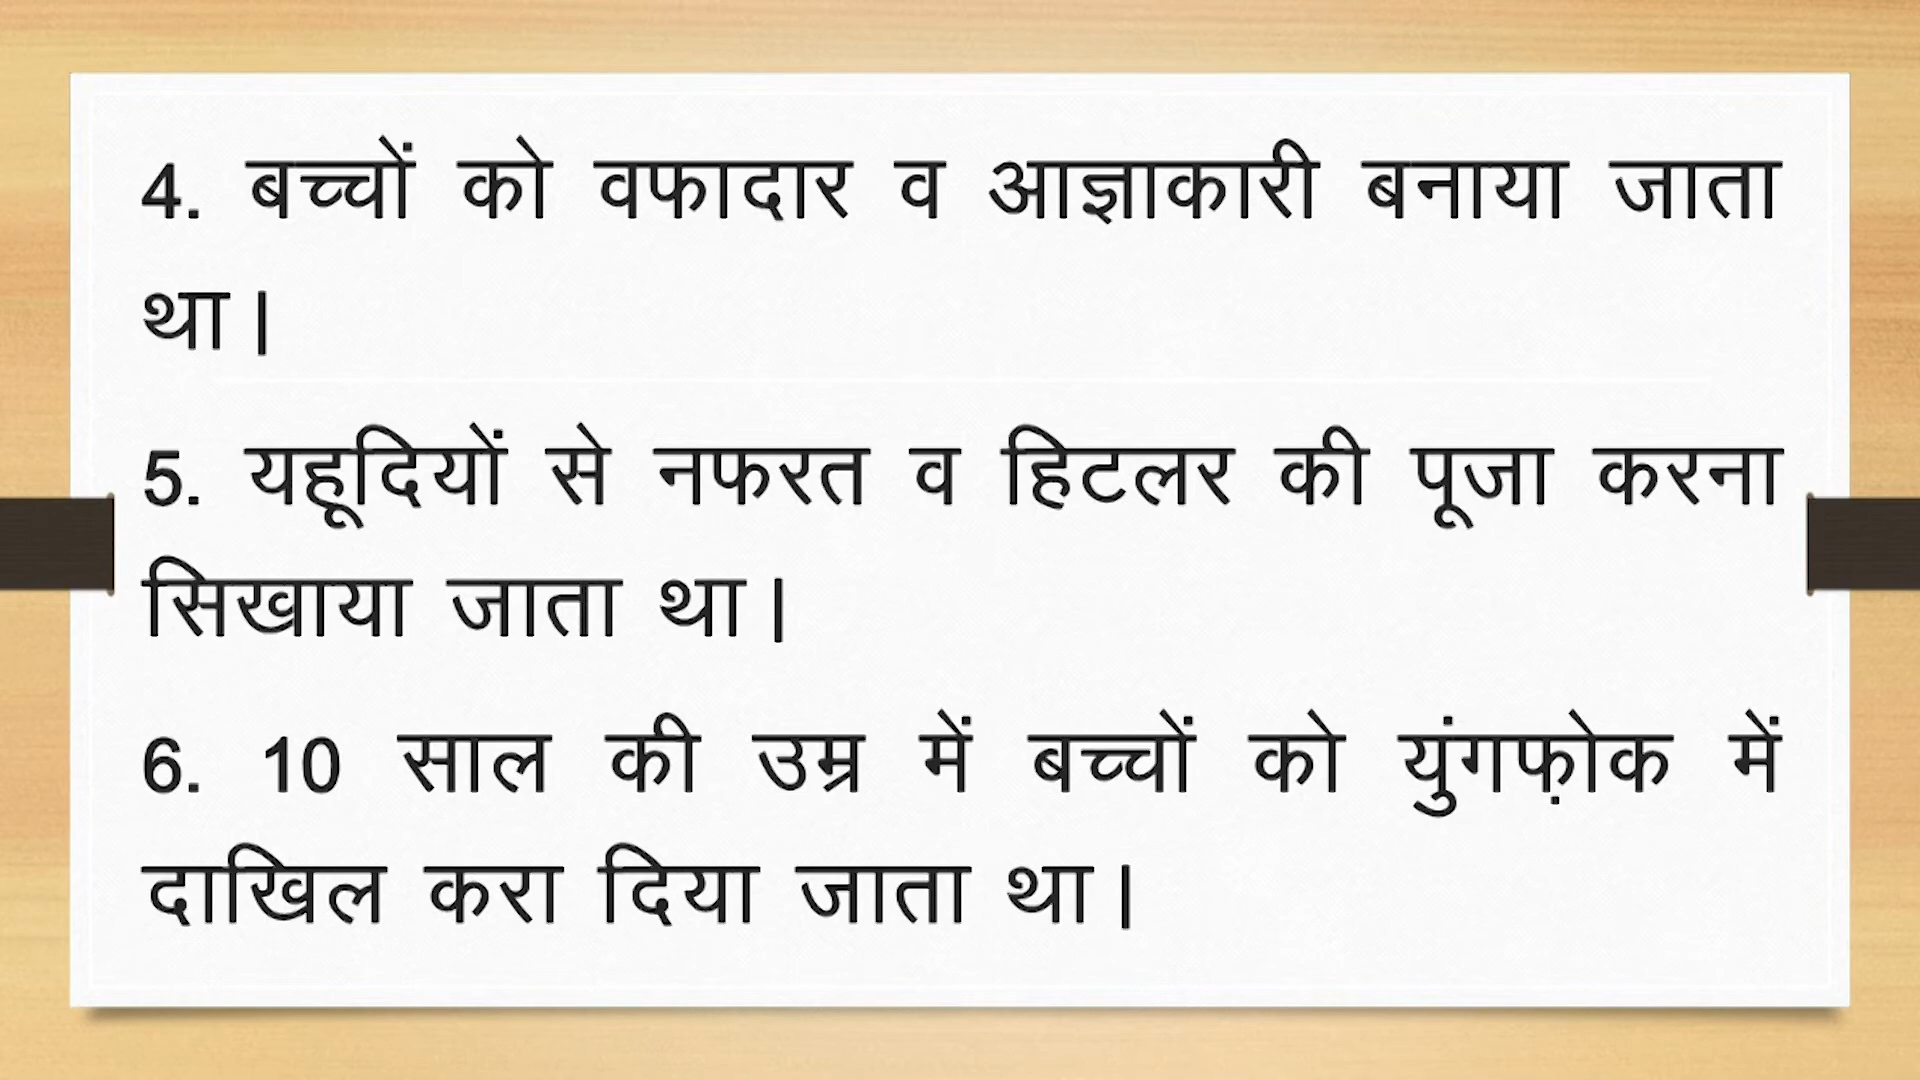 4. बच्चों को वफादार व आज्ञाकारी बनाया जाता
था।
5. यहूदियों से नफरत व हिटलर की पूजा करना
सिखाया जाता था।
6. 10 साल की उम्र में बच्चों को युंगफ़ोक में
दाखिल करा दिया जाता था।